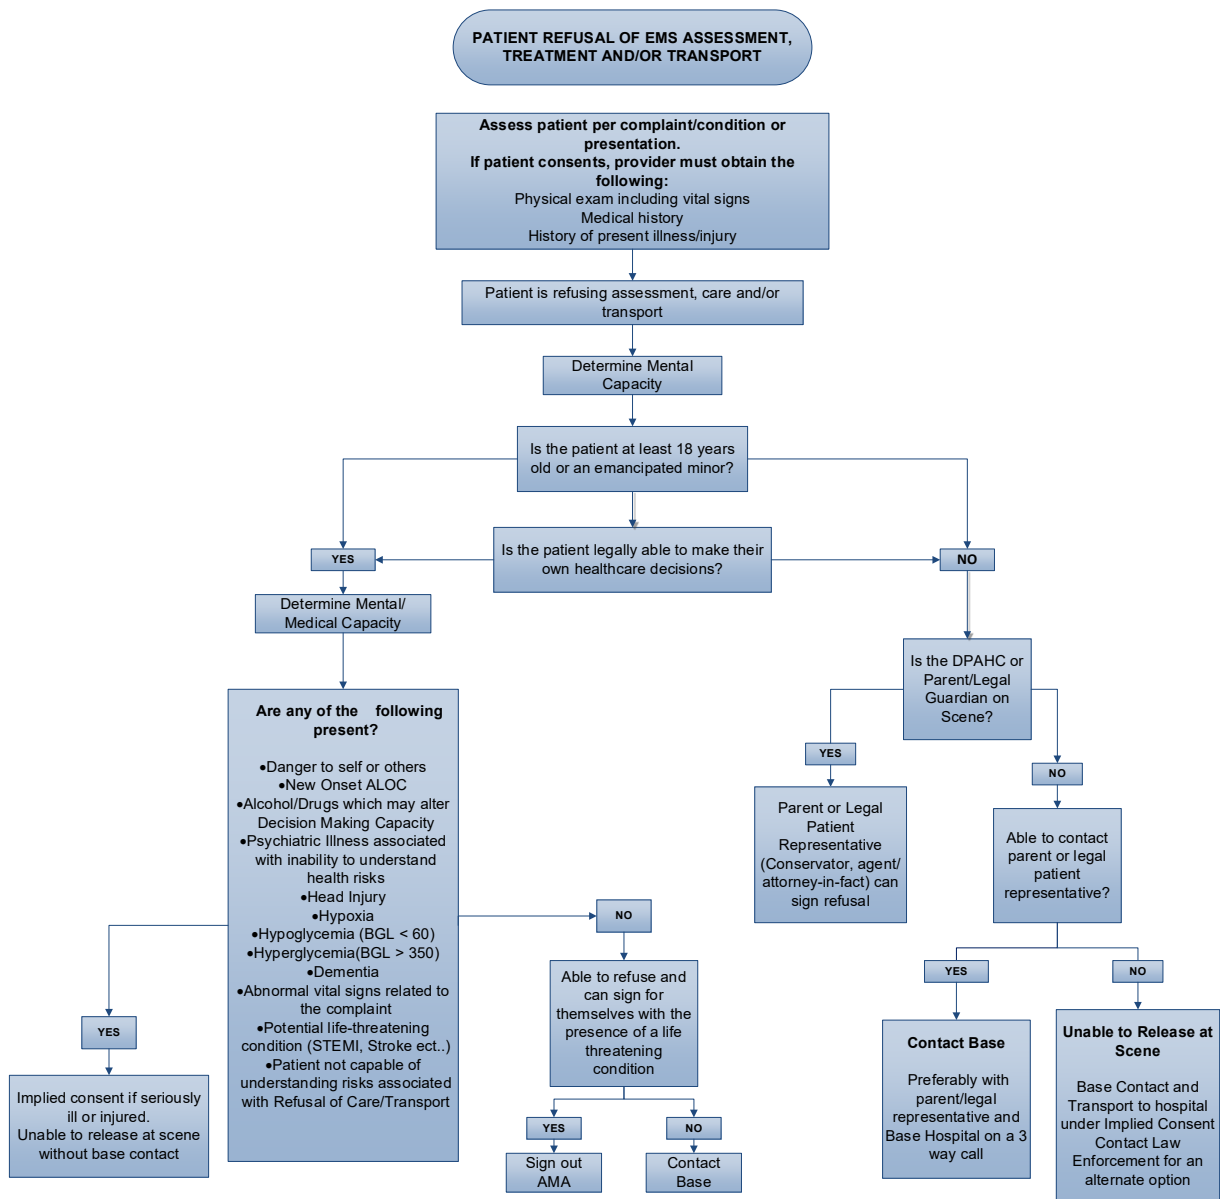 PATIENT REFUSAL OF EMS ASSESSMENT,
TREATMENT AND/OR TRANSPORT
Assess patient per complaint/condition or
presentation.
If patient consents, provider must obtain the
following:
Physical exam including vital signs
Medical history
History of present illness/injury
Patient is refusing assessment, care and/or
transport
Determine Mental
Capacity
Is the patient at least 18 years
old or an emancipated minor?
Is the patient legally able to make their
own healthcare decisions?
YES
NO
Determine Mental/
Medical Capacity
Are any of the following
present?
•Danger to self or others
•New Onset ALOC
•Alcohol/Drugs which may alter
Decision Making Capacity
•Psychiatric Illness associated
with inability to understand
health risks
•Head Injury
•Hypoxia
•Hypoglycemia (BGL < 60)
•Hyperglycemia(BGL > 350)
•Dementia
•Abnormal vital signs related to
the complaint
•Potential life-threatening
condition (STEMI, Stroke ect..)
•Patient not capable of
understanding risks associated
with Refusal of Care/Transport
YES
Implied consent if seriously
ill or injured.
Unable to release at scene
without base contact
NO
Able to refuse and
can sign for
themselves with the
presence of a life
threatening
condition
YES
Sign out
AMA
NO
Contact
Base
Is the DPAHC or
Parent/Legal
Guardian on
Scene?
YES
Parent or Legal
Patient
Representative
(Conservator, agent/
attorney-in-fact) can
sign refusal
NO
Able to contact
parent or legal
patient
representative?
YES
Contact Base
Preferably with
parent/legal
representative and
Base Hospital on a 3
way call
NO
Unable to Release at
Scene
Base Contact and
Transport to hospital
under Implied Consent
Contact Law
Enforcement for an
alternate option